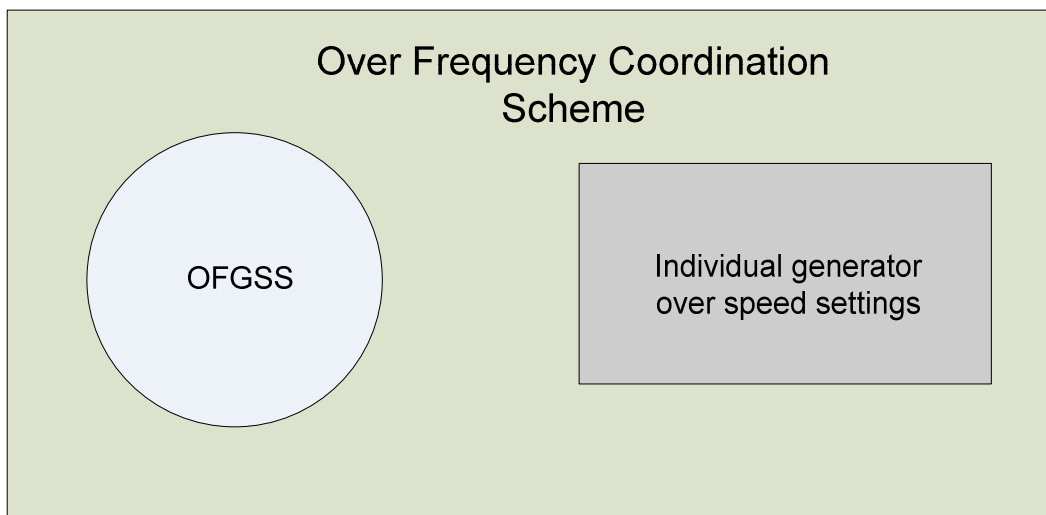 Over Frequency Coordination
Scheme
OFGSS
Individual generator
over speed settings